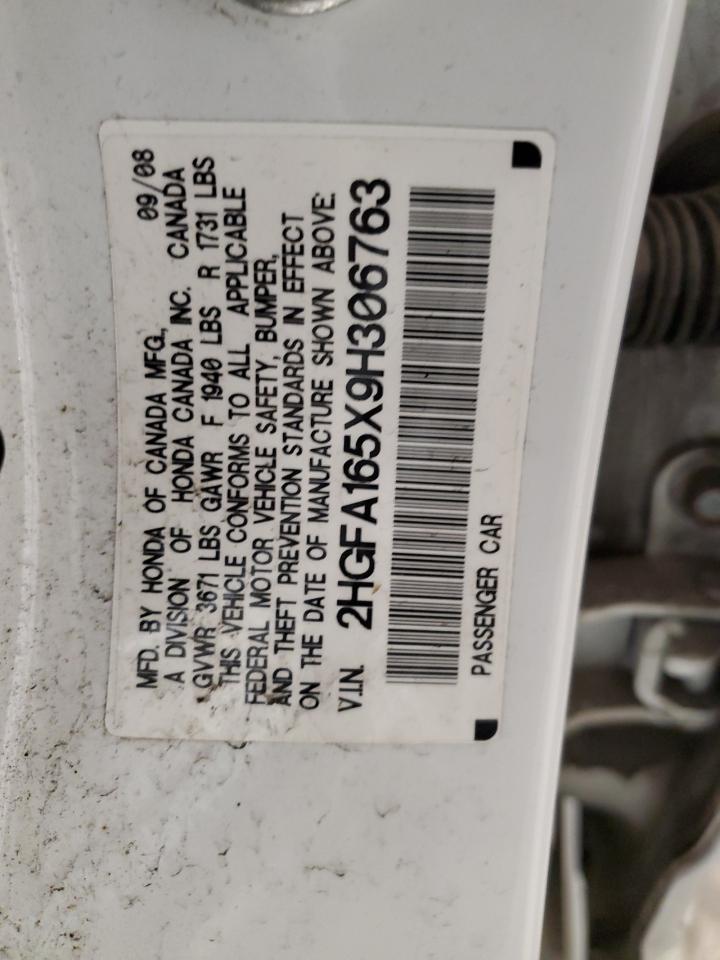 MFD. BY HONDA OF CANADA MFG., 09/08
A DIVISION OF HONDA CANADA INC. CANADA
GVWR 3671 LBS GAWR F 1940 LBS R 1731 LBS
THIS VEHICLE CONFORMS TO ALL APPLICABLE
FEDERAL MOTOR VEHICLE SAFETY, BUMPER,
AND THEFT PREVENTION STANDARDS IN EFFECT
ON THE DATE OF MANUFACTURE SHOWN ABOVE:
V.I.N. 2HGFA165X9H306763
PASSENGER CAR